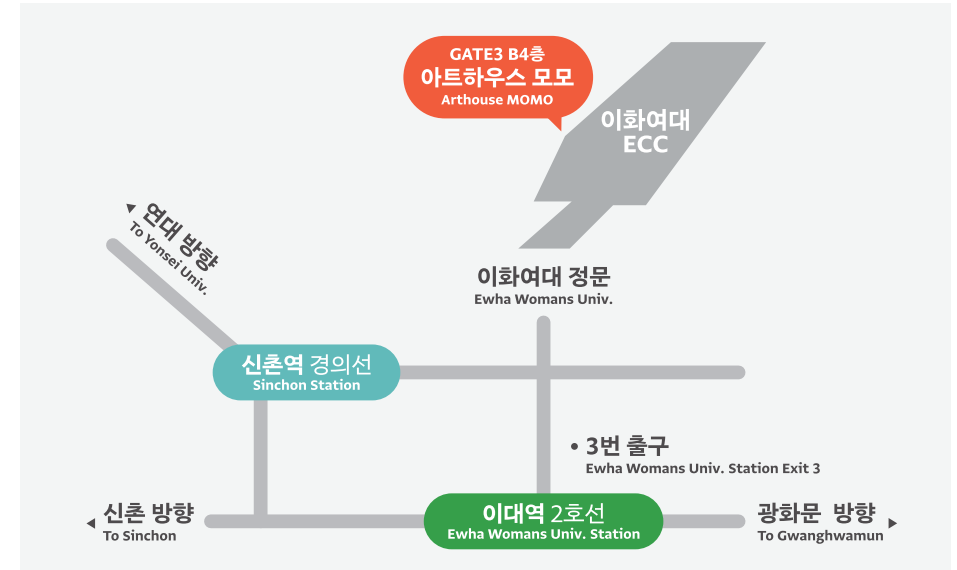 GATE3 B4층
아트하우스 모모
Arthouse MOMO
이화여대
ECC
◀ 연대 방향
To Yonsei Univ.
이화여대 정문
Ewha Womans Univ.
신촌역 경의선
Sinchon Station
• 3번 출구
Ewha Womans Univ. Station Exit 3
◀ 신촌 방향
To Sinchon
이대역 2호선
Ewha Womans Univ. Station
광화문 방향 ▶
To Gwanghwamun